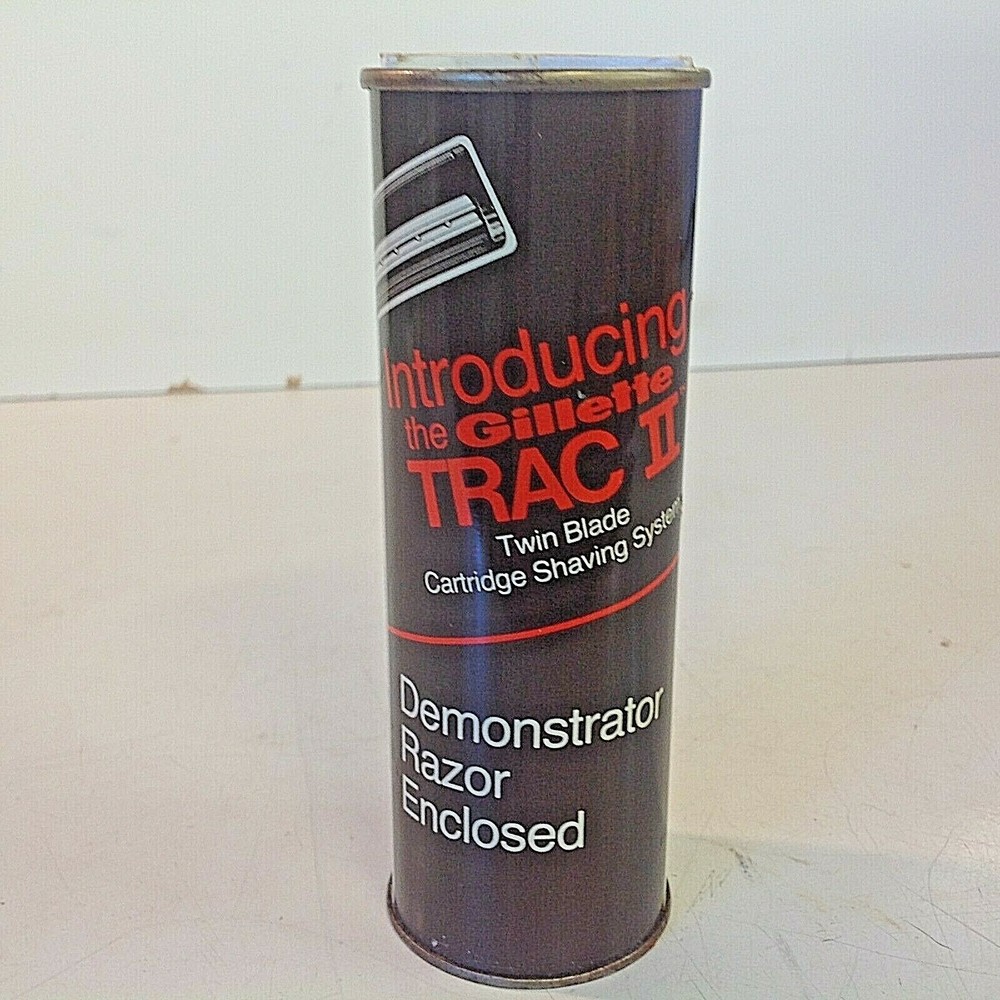 Introducing
the Gillette
TRAC II
Twin Blade
Cartridge Shaving System
Demonstrator
Razor
Enclosed